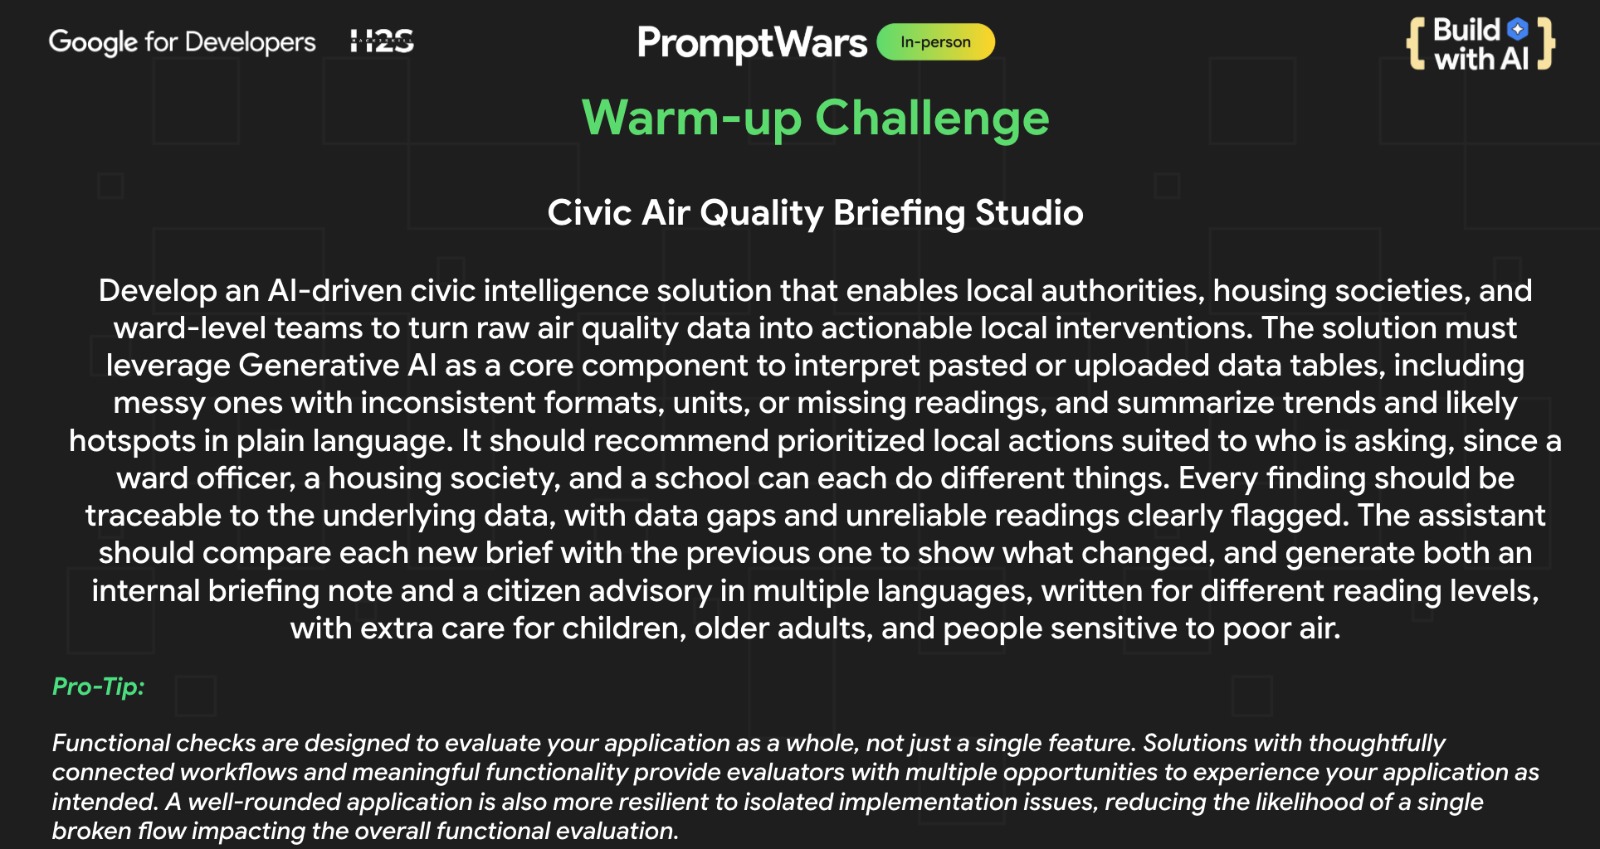 Google for Developers H2S PromptWars In-person Build with AI
Warm-up Challenge
Civic Air Quality Briefing Studio
Develop an AI-driven civic intelligence solution that enables local authorities, housing societies, and
ward-level teams to turn raw air quality data into actionable local interventions. The solution must
leverage Generative AI as a core component to interpret pasted or uploaded data tables, including
messy ones with inconsistent formats, units, or missing readings, and summarize trends and likely
hotspots in plain language. It should recommend prioritized local actions suited to who is asking, since a
ward officer, a housing society, and a school can each do different things. Every finding should be
traceable to the underlying data, with data gaps and unreliable readings clearly flagged. The assistant
should compare each new brief with the previous one to show what changed, and generate both an
internal briefing note and a citizen advisory in multiple languages, written for different reading levels,
with extra care for children, older adults, and people sensitive to poor air.
Pro-Tip:
Functional checks are designed to evaluate your application as a whole, not just a single feature. Solutions with thoughtfully
connected workflows and meaningful functionality provide evaluators with multiple opportunities to experience your application as
intended. A well-rounded application is also more resilient to isolated implementation issues, reducing the likelihood of a single
broken flow impacting the overall functional evaluation.